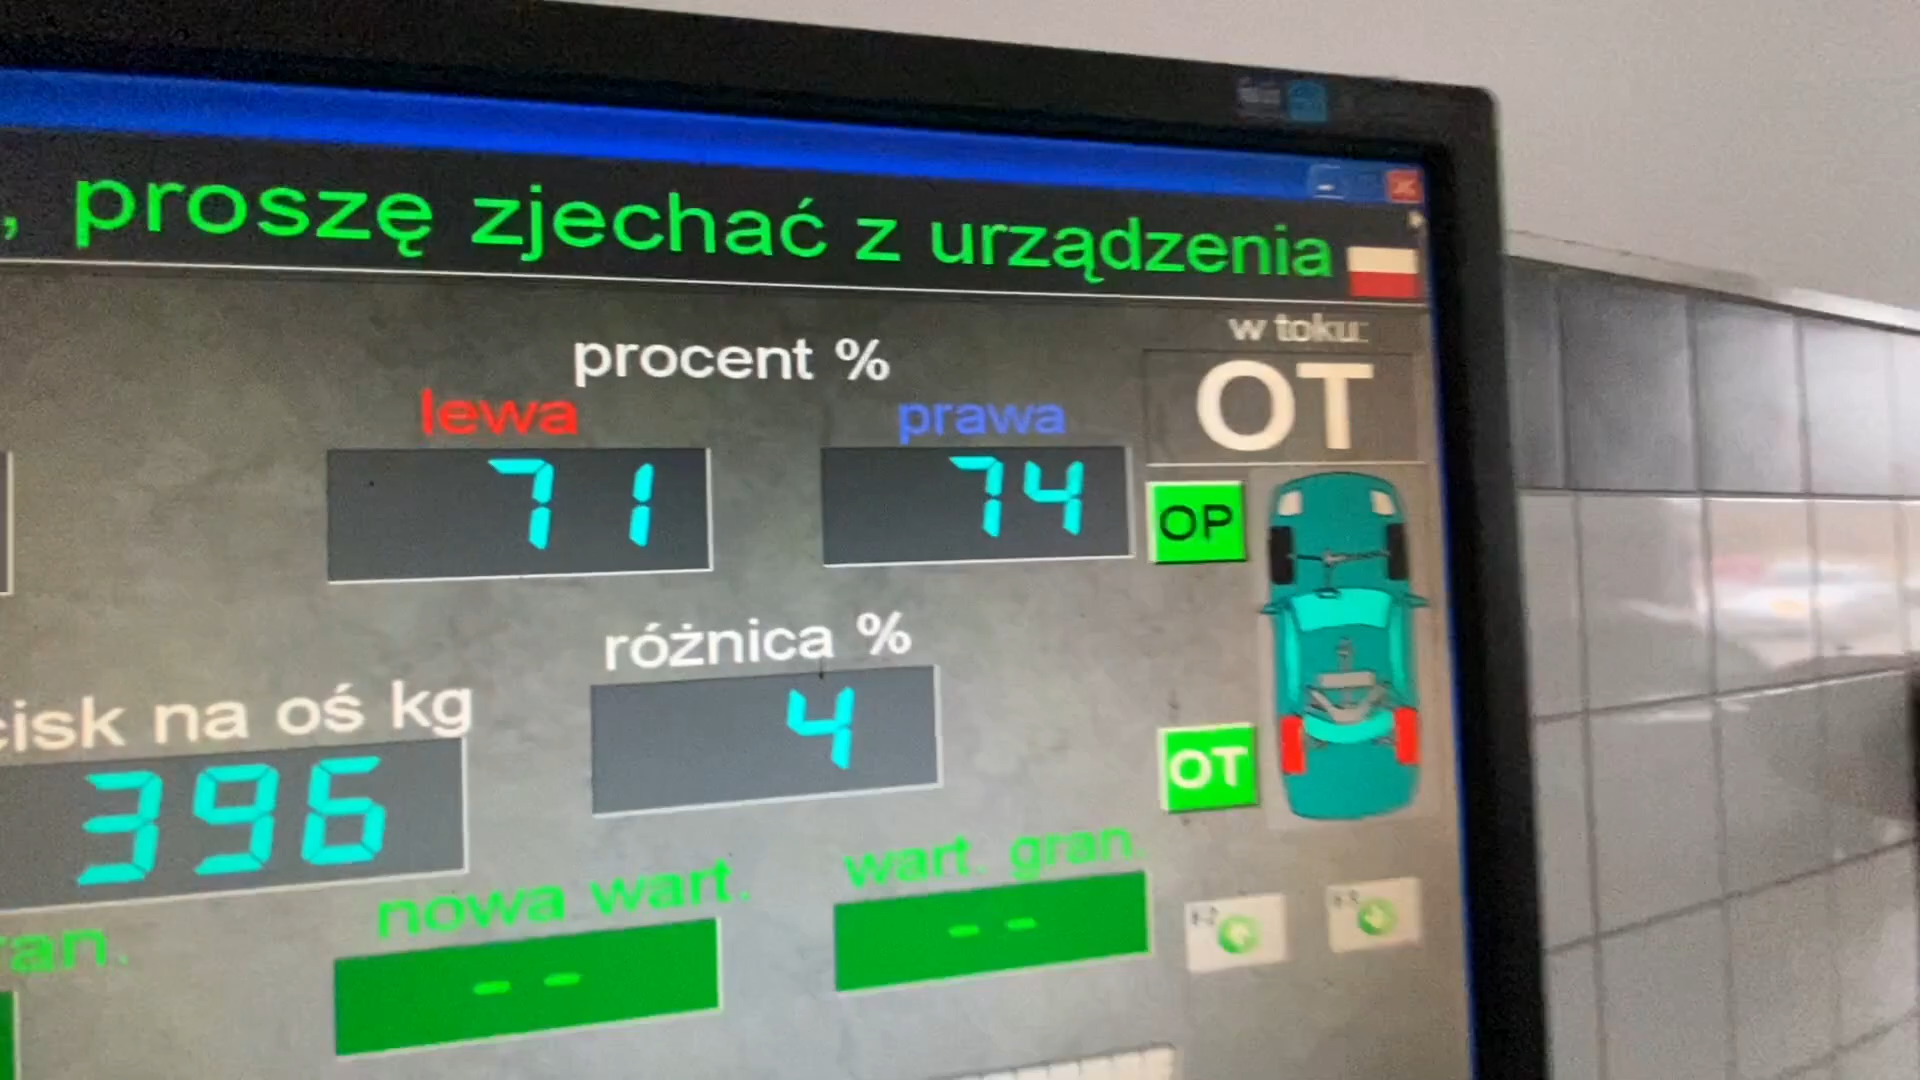 , proszę zjechać z urządzenia
w toku:
OT
procent %
lewa
prawa
71
74
OP
różnica %
4
cisk na oś kg
396
OT
nowa wart.
wart. gran.
ran.
-- --